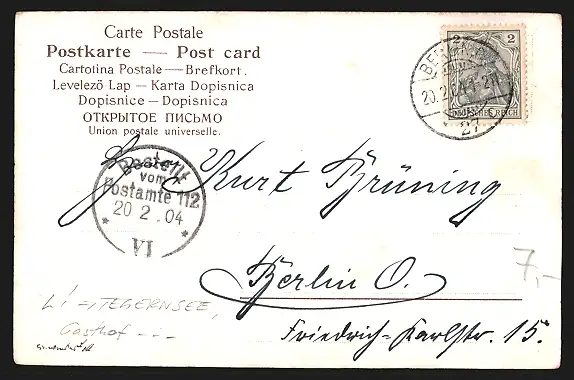 Carte Postale
Postkarte — Post card
Cartolina Postale — Brefkort.
Levelező Lap — Karta Dopisnica
Dopisnice — Dopisnica
ОТКРЫТОЕ ПИСЬМО
Union postale universelle.
2 2
DEUTSCHES REICH
20.2.04
27
Bestellt
vom
Postamte 112
20 2. 04
VI
Kurt Brüning
Berlin O.
Friedrich-Karlstr. 15.
7,-
L! → TEGERNSEE,
Gasthof ---